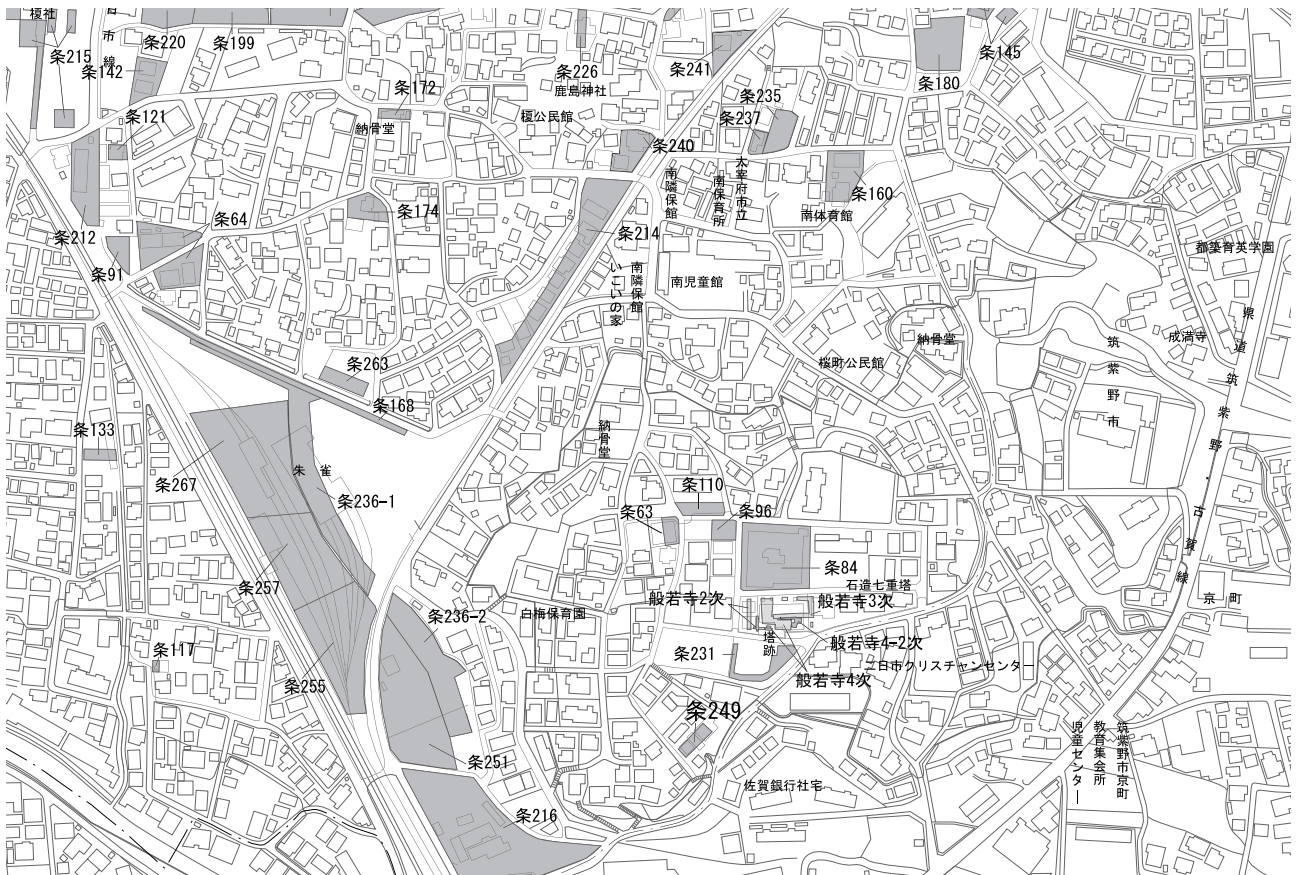 榎社
日市線
条215
条220
条199
条142
条121
条172
納骨堂
条226
鹿島神社
榎公民館
条241
条235
条237
条180
条145
条240
条160
南体育館
太宰府市立
南保育所
南隣保館
条212
条91
条64
条174
条214
南隣保館
いこいの家
南児童館
都築育英学園
成満寺
県道筑紫野・古賀線
筑紫野市
納骨堂
桜町公民館
条263
条168
条133
条267
朱雀
条236-1
納骨堂
条110
条63
条96
条84
石造七重塔
般若寺2次
般若寺3次
般若寺4-2次
般若寺4次
塔跡
二日市クリスチャンセンター
条257
条236-2
白梅保育園
条231
条117
条255
条249
条251
条216
佐賀銀行社宅
京町
筑紫野市京町
教育集会所
児童センター